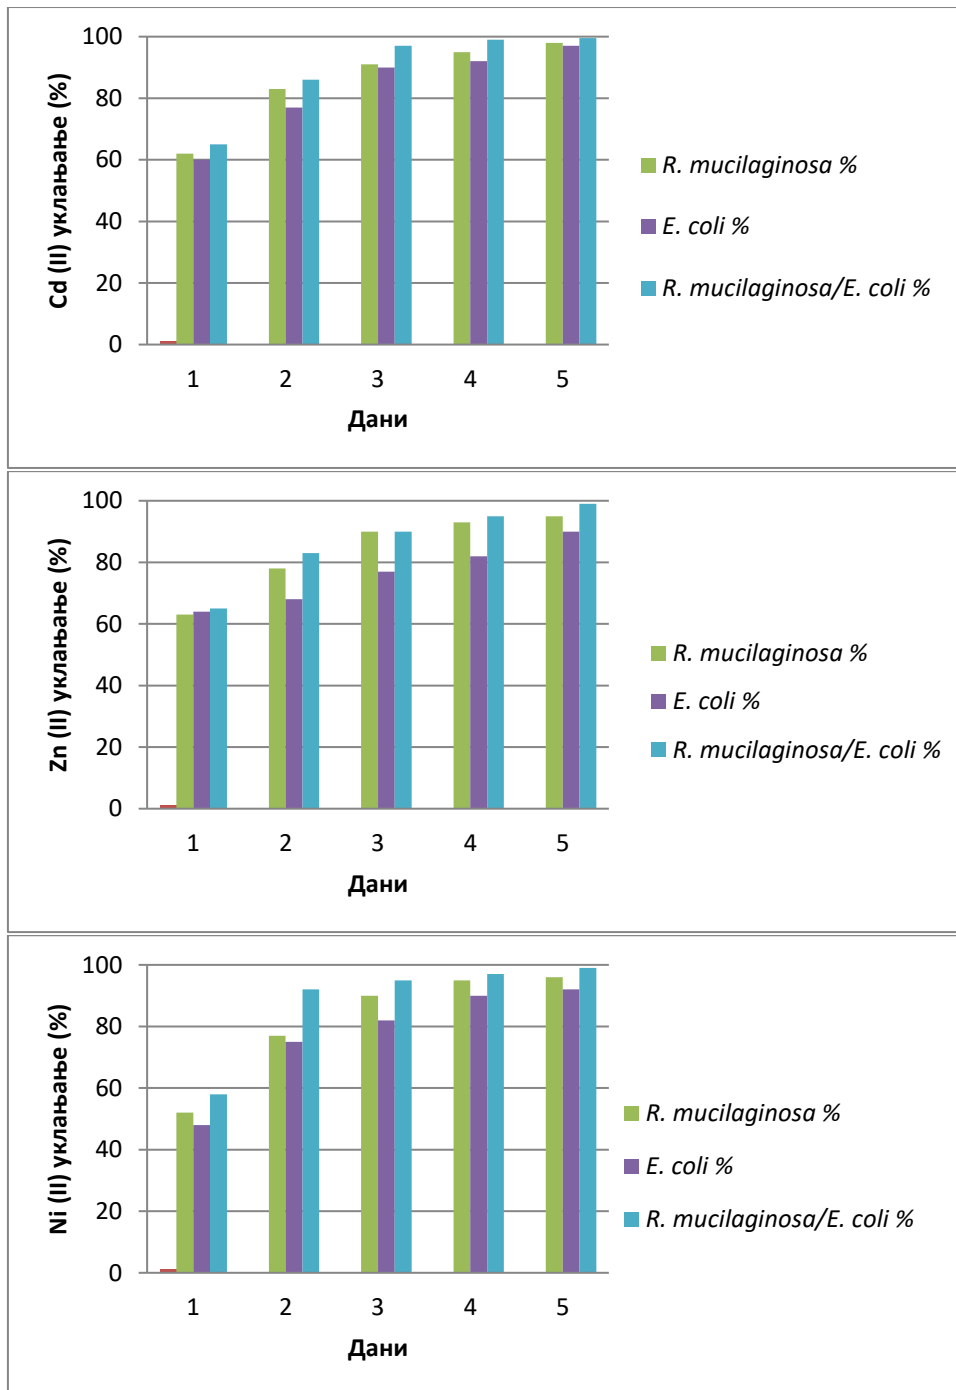 Cd (II) уклањање (%)
100
80
60
40
20
0
1 2 3 4 5
Дани
R. mucilaginosa %
E. coli %
R. mucilaginosa/E. coli %
Zn (II) уклањање (%)
100
80
60
40
20
0
1 2 3 4 5
Дани
R. mucilaginosa %
E. coli %
R. mucilaginosa/E. coli %
Ni (II) уклањање (%)
100
80
60
40
20
0
1 2 3 4 5
Дани
R. mucilaginosa %
E. coli %
R. mucilaginosa/E. coli %